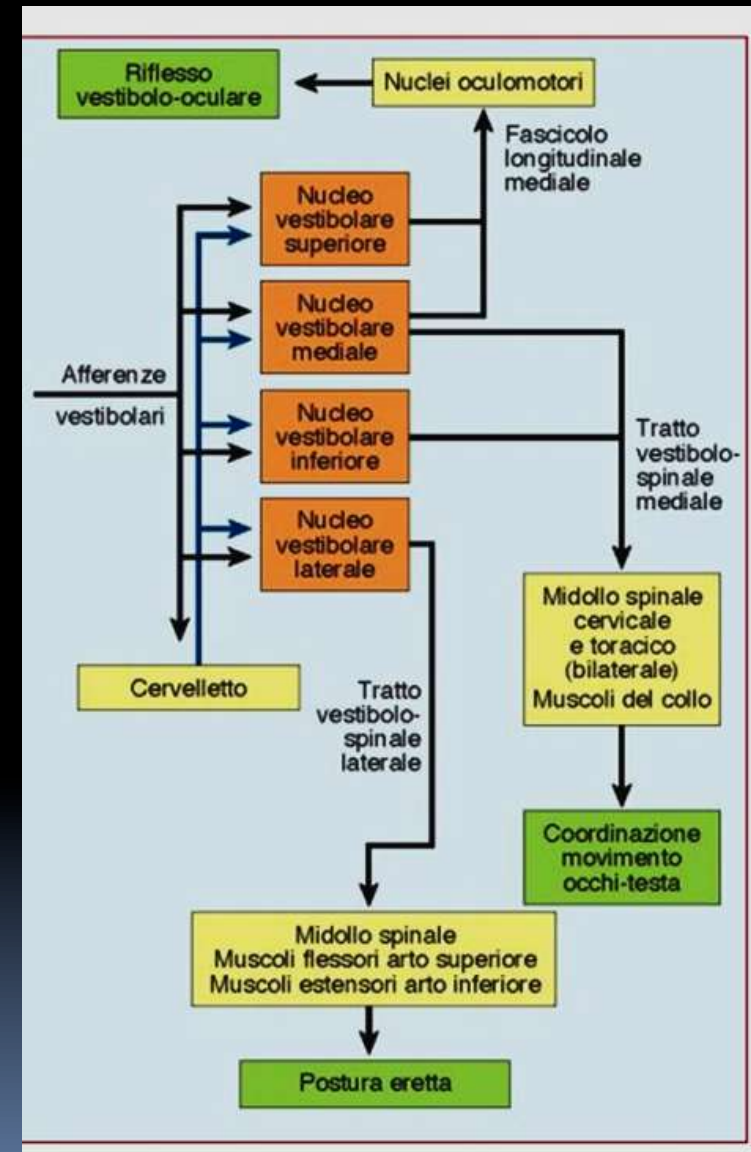 Riflesso
vestibolo-oculare
Nuclei oculomotori
Fascicolo
longitudinale
mediale
Nucleo
vestibolare
superiore
Nucleo
vestibolare
mediale
Afferenze
vestibolari
Nucleo
vestibolare
inferiore
Tratto
vestibolo-
spinale
mediale
Nucleo
vestibolare
laterale
Midollo spinale
cervicale
e toracico
(bilaterale)
Muscoli del collo
Cervelletto
Tratto
vestibolo-
spinale
laterale
Coordinazione
movimento
occhi-testa
Midollo spinale
Muscoli flessori arto superiore
Muscoli estensori arto inferiore
Postura eretta